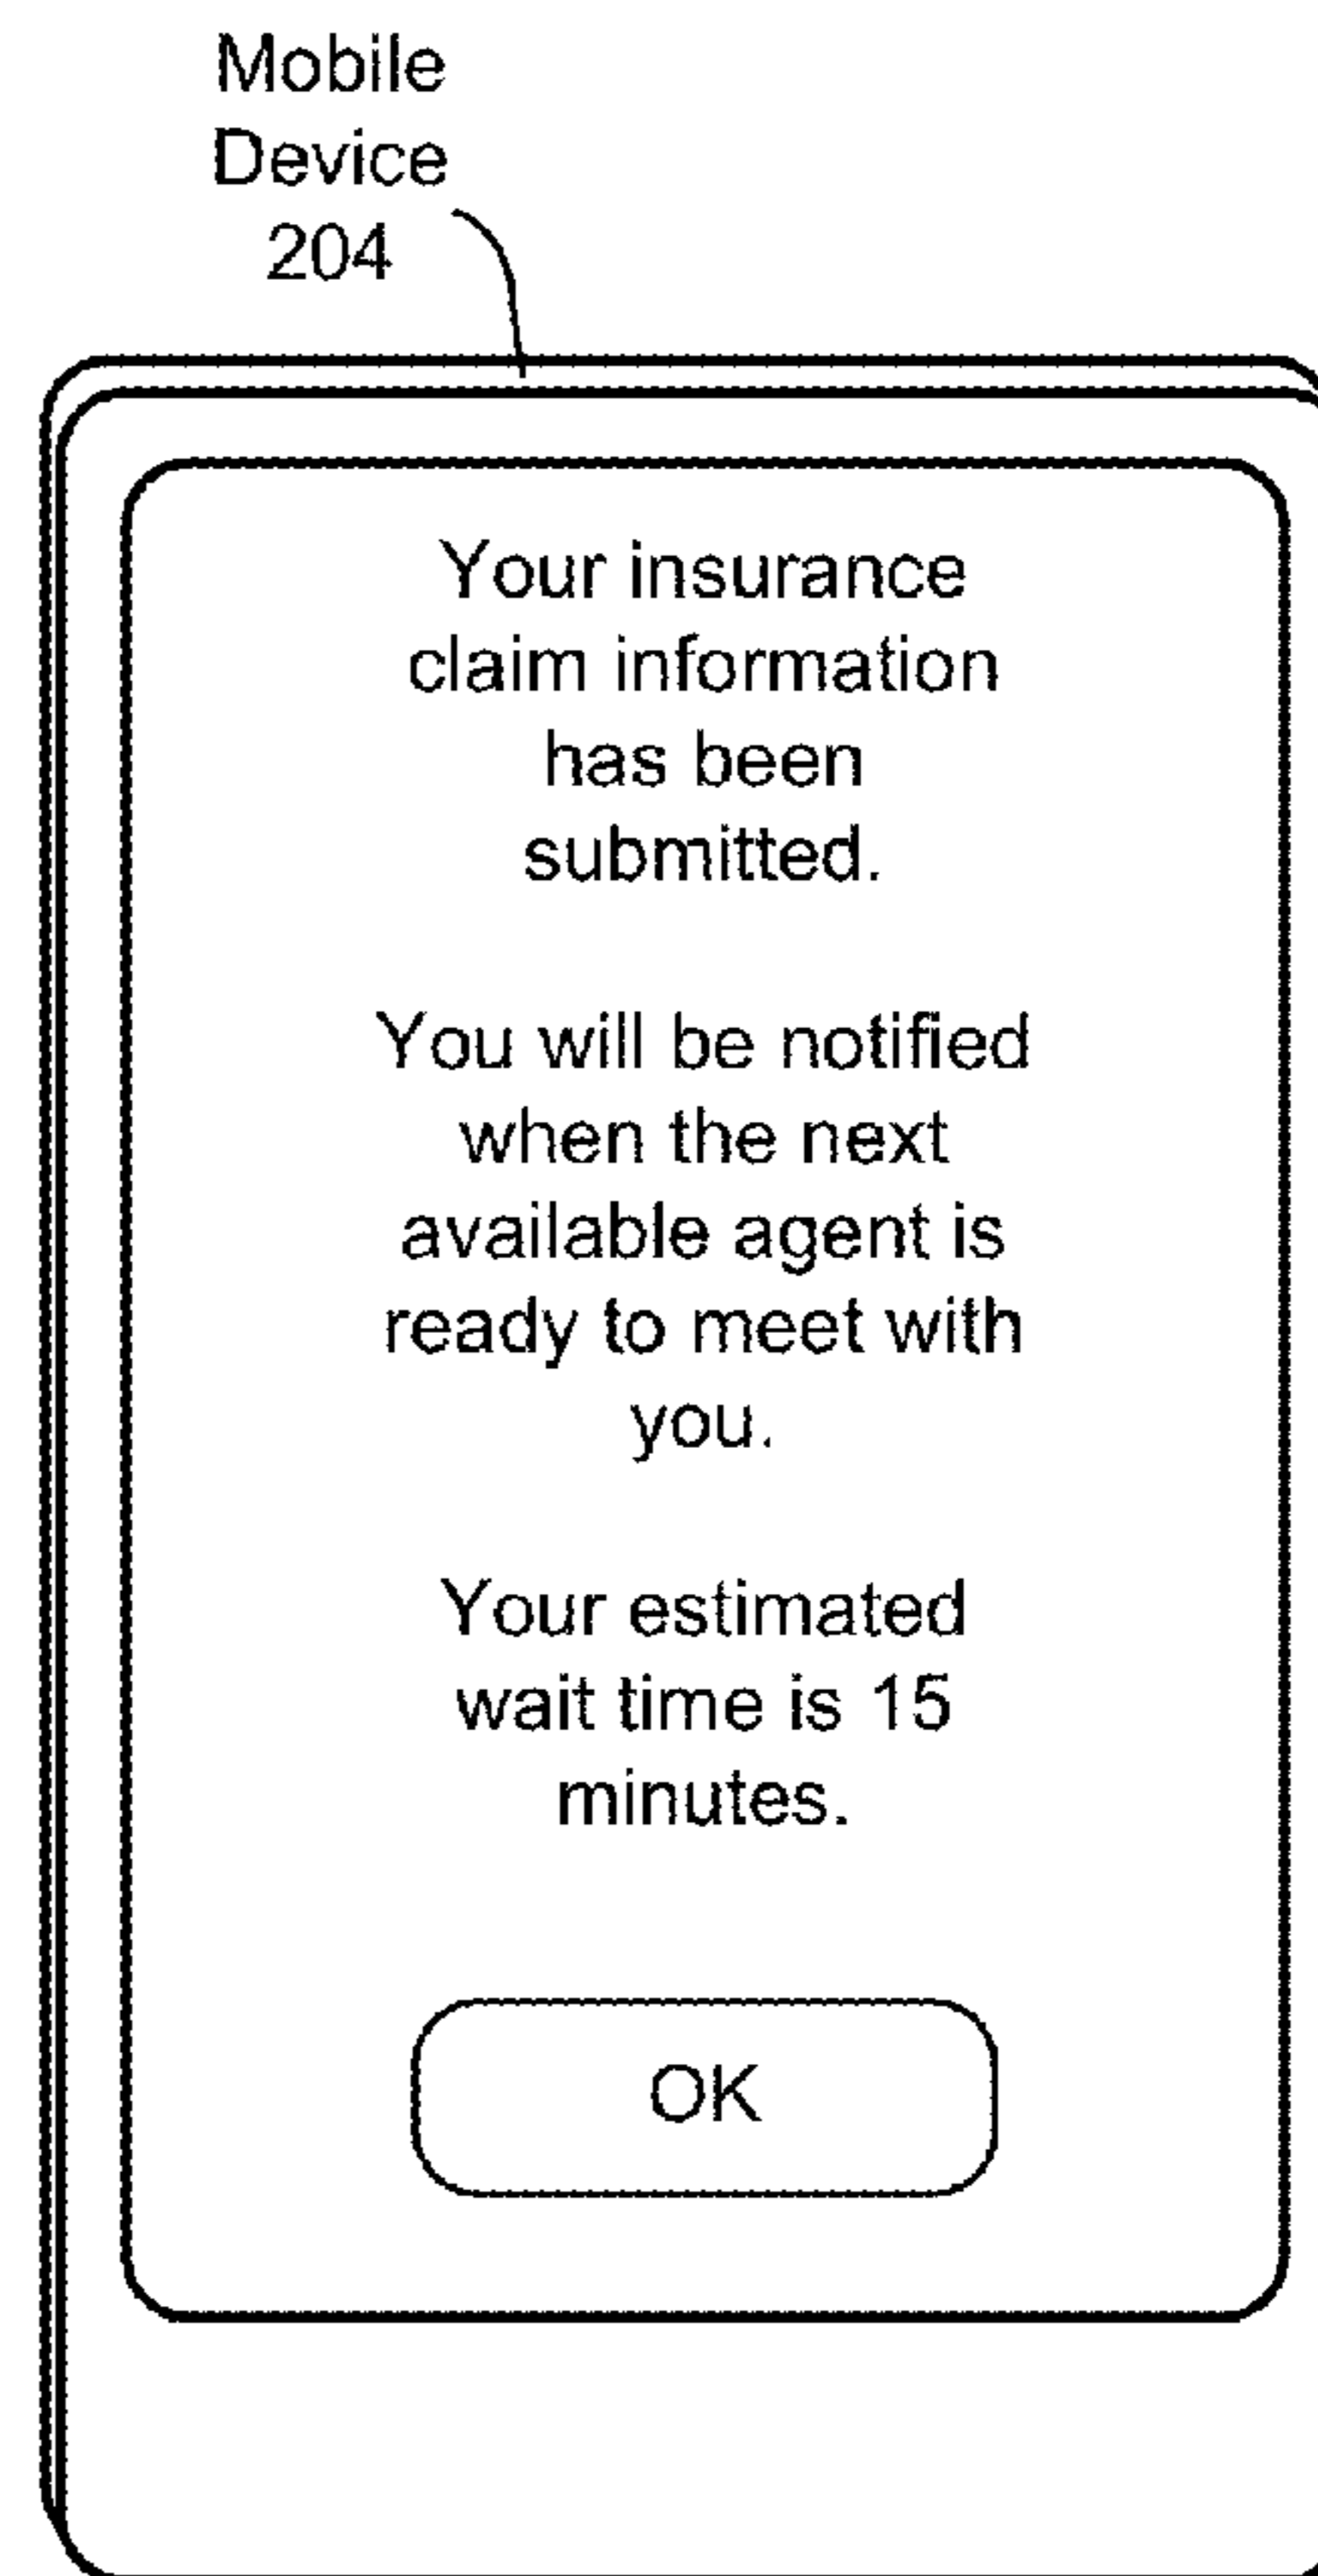 Mobile
Device
204
Your insurance
claim information
has been
submitted.
You will be notified
when the next
available agent is
ready to meet with
you.
Your estimated
wait time is 15
minutes.
OK